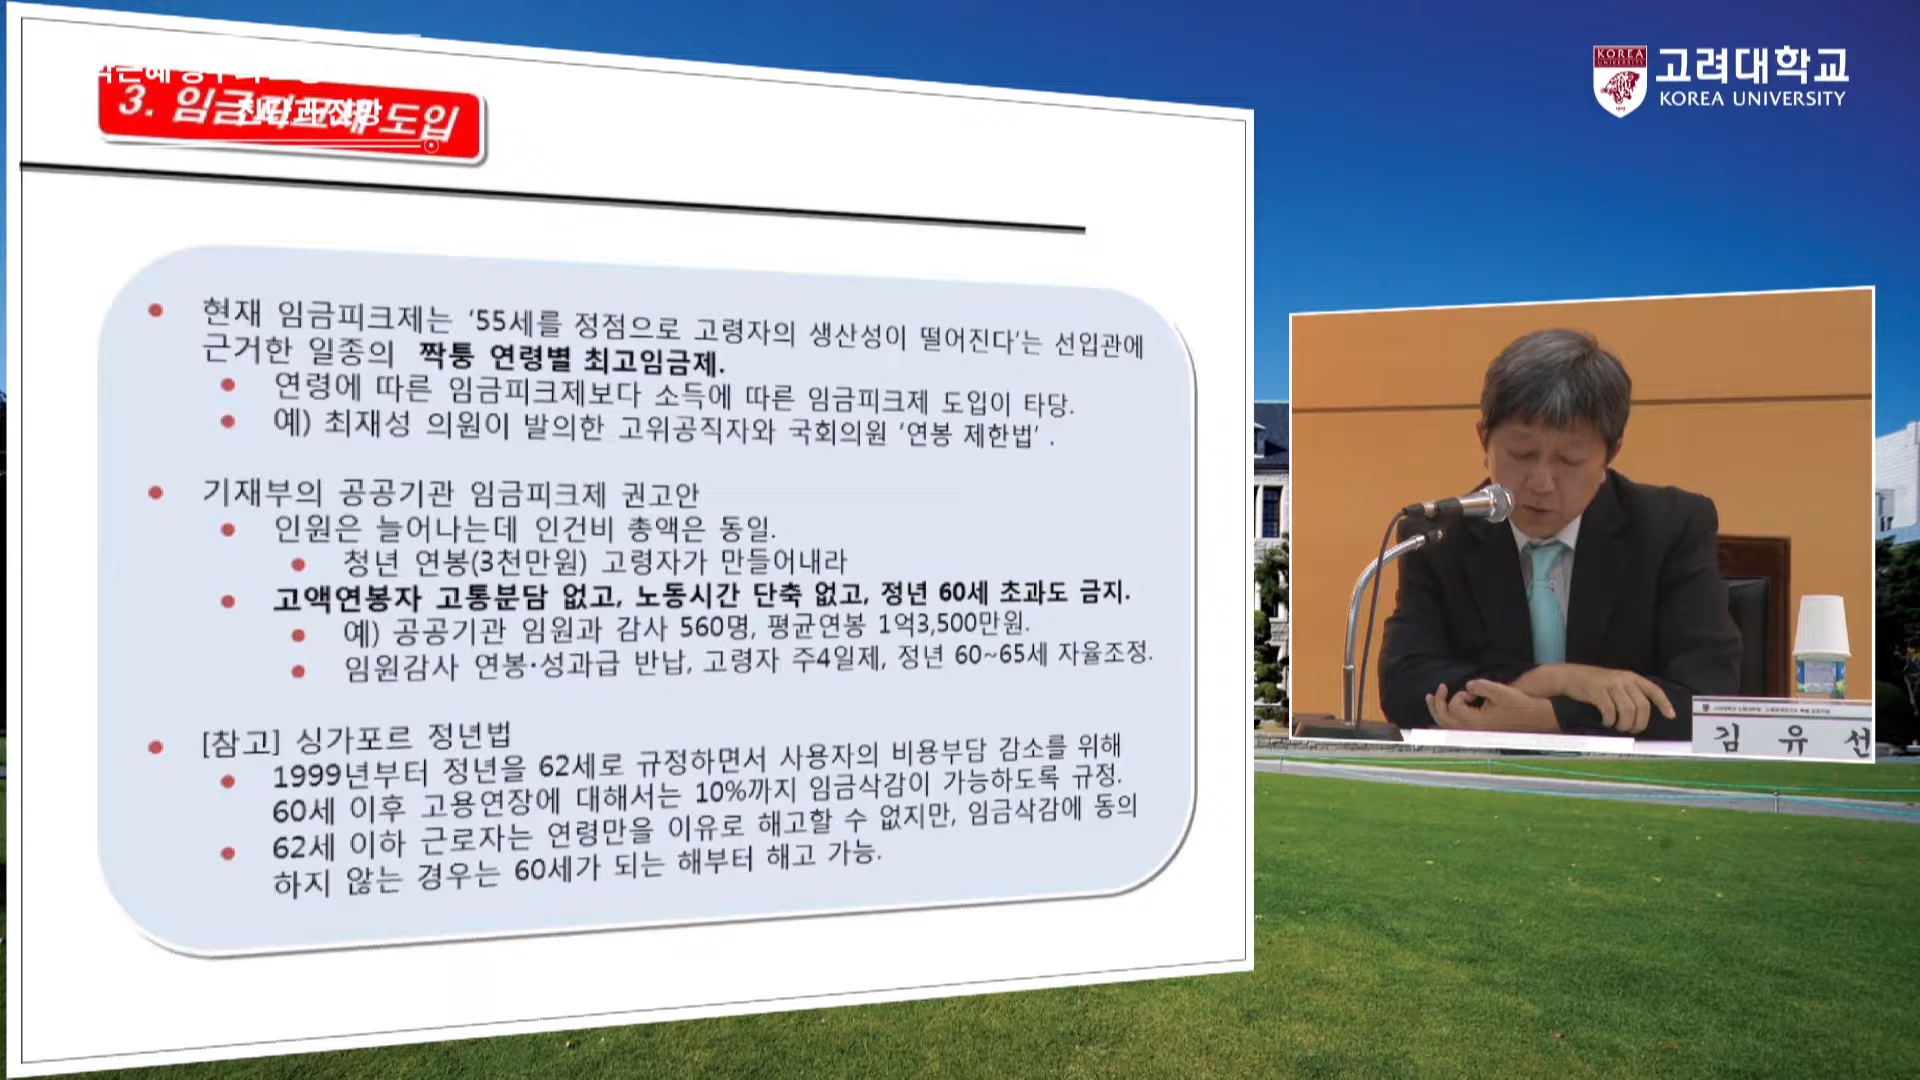 3. 임금피크제 도입
진단과 전망
KOREA UNIVERSITY
고려대학교
KOREA UNIVERSITY
현재 임금피크제는 ‘55세를 정점으로 고령자의 생산성이 떨어진다’는 선입관에
근거한 일종의 짝퉁 연령별 최고임금제.
연령에 따른 임금피크제보다 소득에 따른 임금피크제 도입이 타당.
예) 최재성 의원이 발의한 고위공직자와 국회의원 ‘연봉 제한법’ .
기재부의 공공기관 임금피크제 권고안
인원은 늘어나는데 인건비 총액은 동일.
청년 연봉(3천만원) 고령자가 만들어내라
고액연봉자 고통분담 없고, 노동시간 단축 없고, 정년 60세 초과도 금지.
예) 공공기관 임원과 감사 560명, 평균연봉 1억3,500만원.
임원감사 연봉·성과급 반납, 고령자 주4일제, 정년 60~65세 자율조정.
[참고] 싱가포르 정년법
1999년부터 정년을 62세로 규정하면서 사용자의 비용부담 감소를 위해
60세 이후 고용연장에 대해서는 10%까지 임금삭감이 가능하도록 규정.
62세 이하 근로자는 연령만을 이유로 해고할 수 없지만, 임금삭감에 동의
하지 않는 경우는 60세가 되는 해부터 해고 가능.
김 유 선